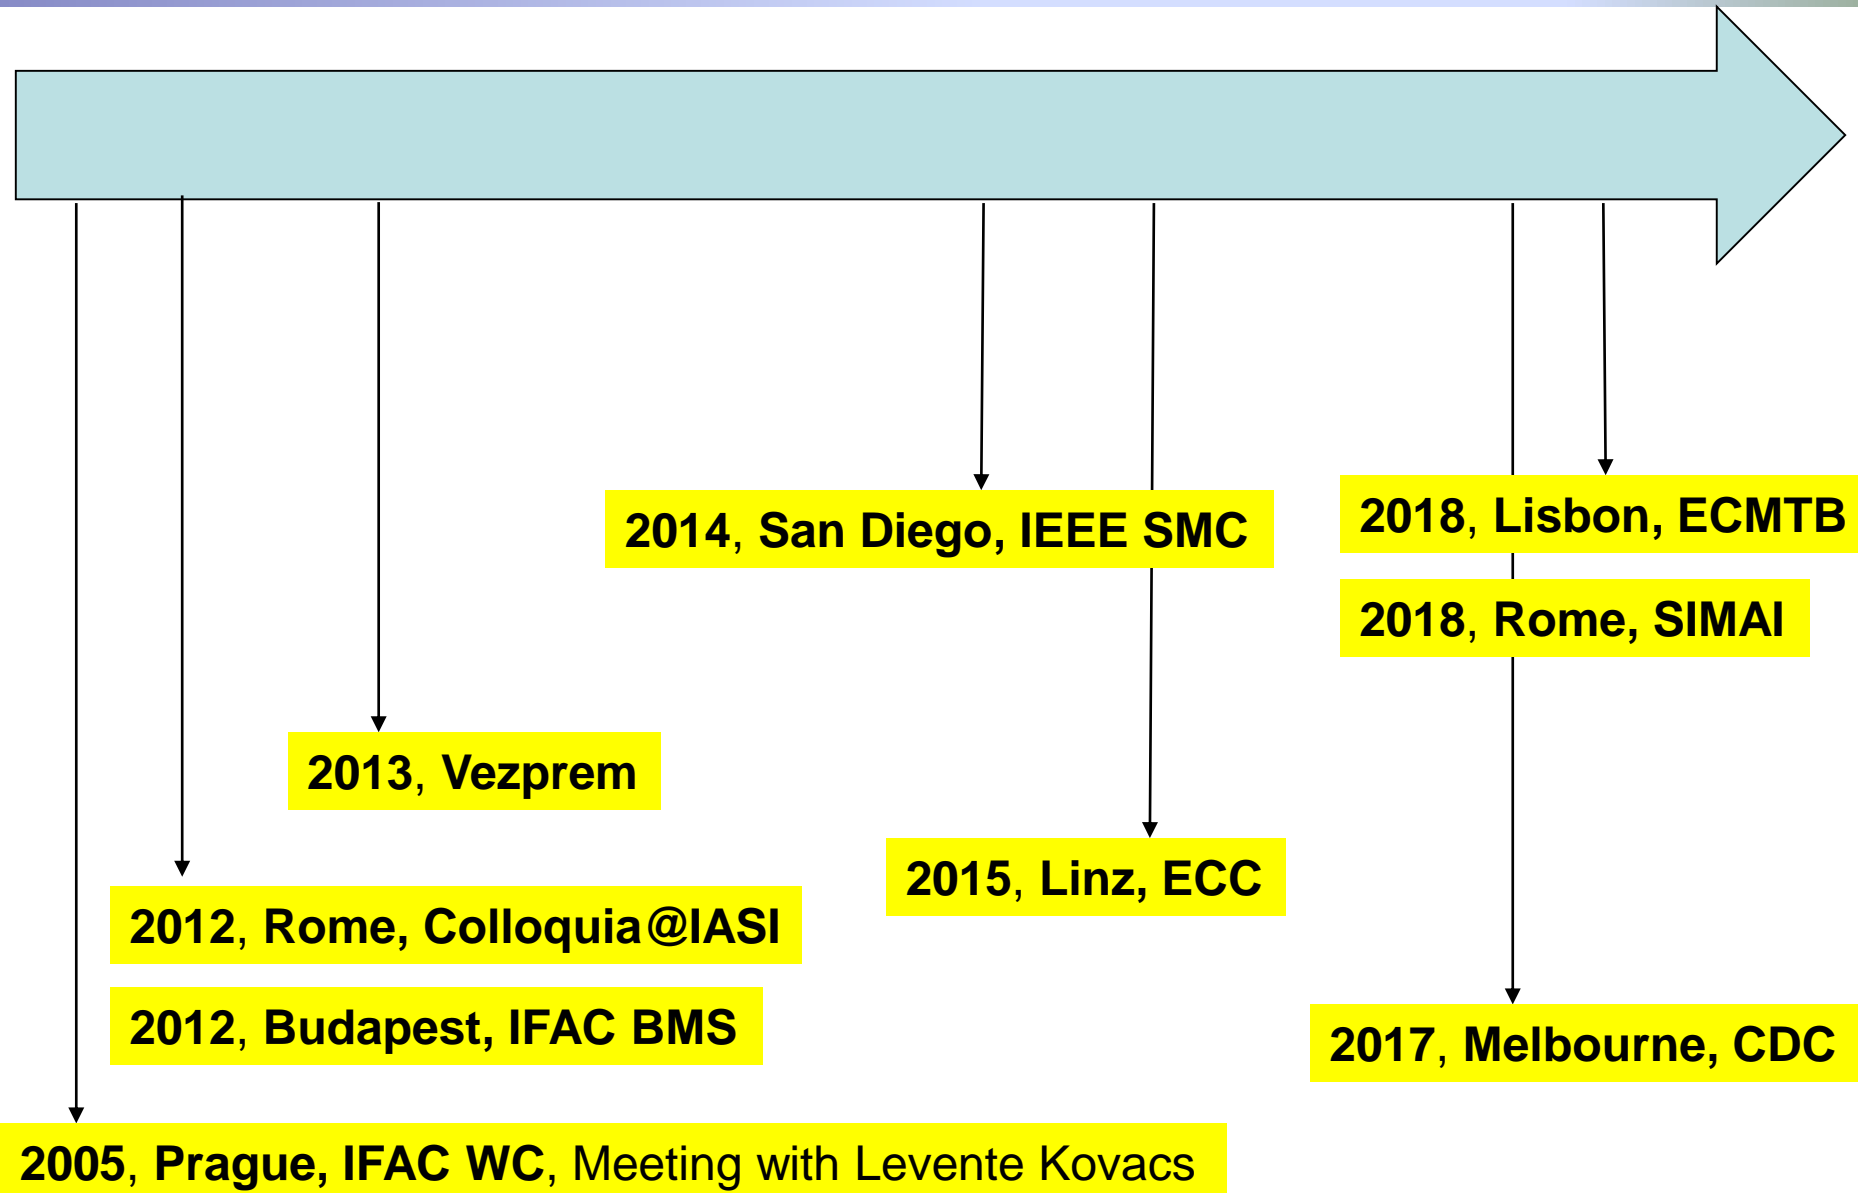 2014, San Diego, IEEE SMC
2018, Lisbon, ECMTB
2018, Rome, SIMAI
2013, Vezprem
2015, Linz, ECC
2012, Rome, Colloquia@IASI
2012, Budapest, IFAC BMS
2017, Melbourne, CDC
2005, Prague, IFAC WC, Meeting with Levente Kovacs